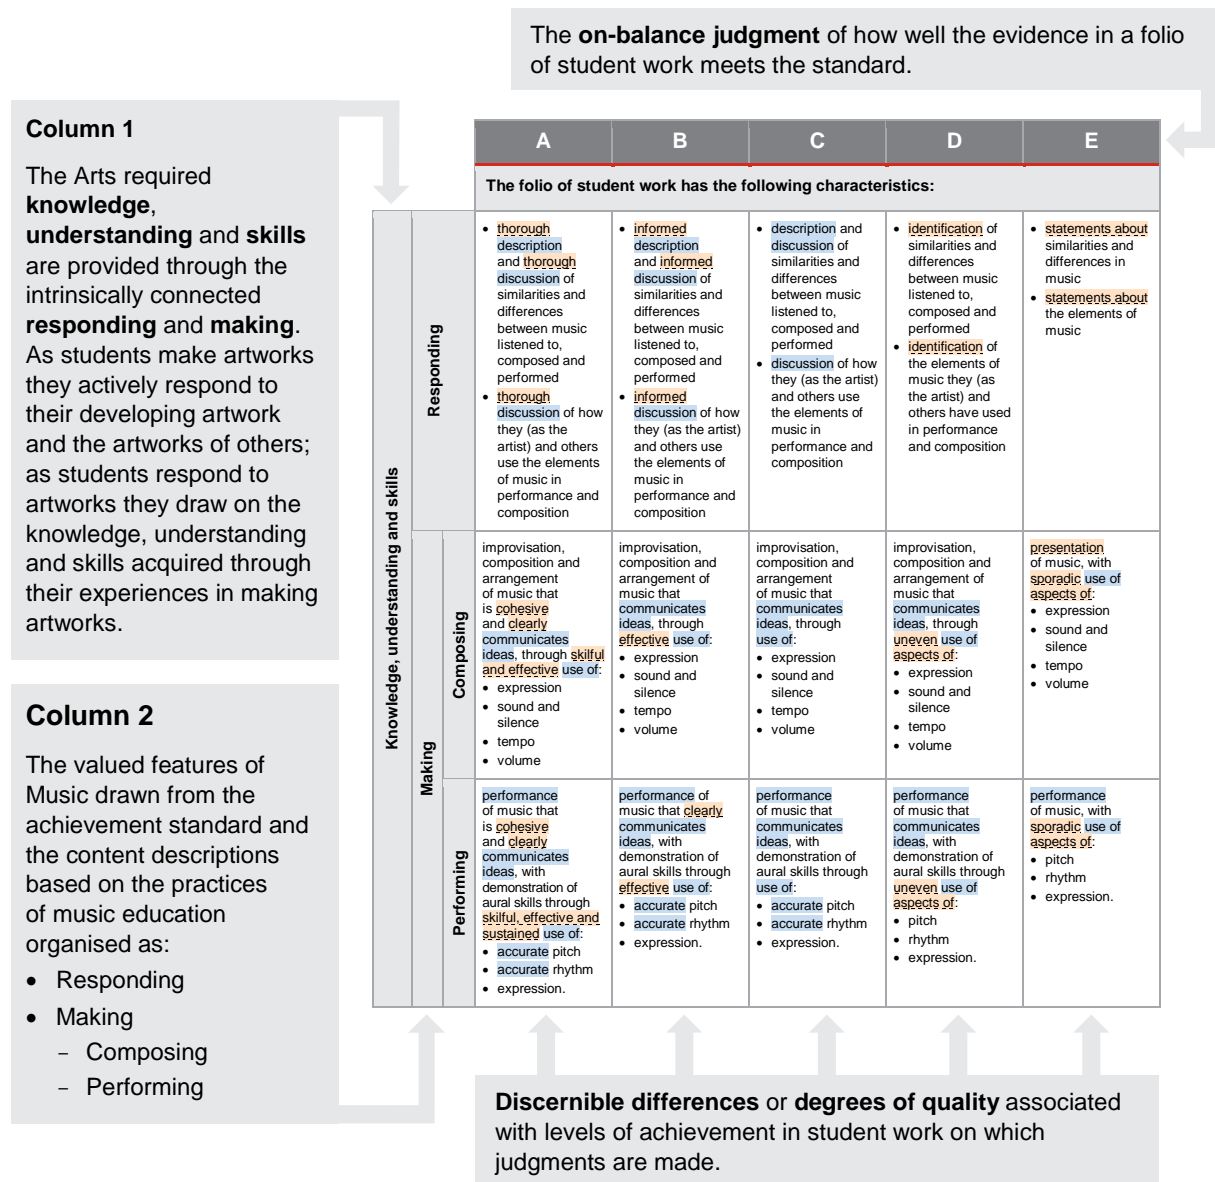 The on-balance judgment of how well the evidence in a folio
of student work meets the standard.
Column 1
The Arts required
knowledge,
understanding and skills
are provided through the
intrinsically connected
responding and making.
As students make artworks
they actively respond to
their developing artwork
and the artworks of others;
as students respond to
artworks they draw on the
knowledge, understanding
and skills acquired through
their experiences in making
artworks.
Column 2
The valued features of
Music drawn from the
achievement standard and
the content descriptions
based on the practices
of music education
organised as:
• Responding
• Making
– Composing
– Performing
A
B
C
D
E
The folio of student work has the following characteristics:
Knowledge, understanding and skills
Responding
• thorough
description
and thorough
discussion of
similarities and
differences
between music
listened to,
composed and
performed
• thorough
discussion of how
they (as the
artist) and others
use the elements
of music in
performance and
composition
• informed
description
and informed
discussion of
similarities and
differences
between music
listened to,
composed and
performed
• informed
discussion of how
they (as the artist)
and others use
the elements of
music in
performance and
composition
• description and
discussion of
similarities and
differences
between music
listened to,
composed and
performed
• discussion of how
they (as the artist)
and others use
the elements of
music in
performance and
composition
• identification of
similarities and
differences
between music
listened to,
composed and
performed
• identification of
the elements of
music they (as
the artist) and
others have used
in performance
and composition
• statements about
similarities and
differences in
music
• statements about
the elements of
music
Making
Composing
improvisation,
composition and
arrangement
of music that
is cohesive
and clearly
communicates
ideas, through skilful
and effective use of:
• expression
• sound and
silence
• tempo
• volume
improvisation,
composition and
arrangement of
music that
communicates
ideas, through
effective use of:
• expression
• sound and
silence
• tempo
• volume
improvisation,
composition and
arrangement
of music that
communicates
ideas, through
use of:
• expression
• sound and
silence
• tempo
• volume
improvisation,
composition and
arrangement of
music that
communicates
ideas, through
uneven use of
aspects of:
• expression
• sound and
silence
• tempo
• volume
presentation
of music, with
sporadic use of
aspects of:
• expression
• sound and
silence
• tempo
• volume
Performing
performance
of music that
is cohesive
and clearly
communicates
ideas, with
demonstration of
aural skills through
skilful, effective and
sustained use of:
• accurate pitch
• accurate rhythm
• expression.
performance of
music that clearly
communicates
ideas, with
demonstration of
aural skills through
effective use of:
• accurate pitch
• accurate rhythm
• expression.
performance
of music that
communicates
ideas, with
demonstration of
aural skills through
use of:
• accurate pitch
• accurate rhythm
• expression.
performance
of music that
communicates
ideas, with
demonstration of
aural skills through
uneven use of
aspects of:
• pitch
• rhythm
• expression.
performance
of music, with
sporadic use of
aspects of:
• pitch
• rhythm
• expression.
Discernible differences or degrees of quality associated
with levels of achievement in student work on which
judgments are made.